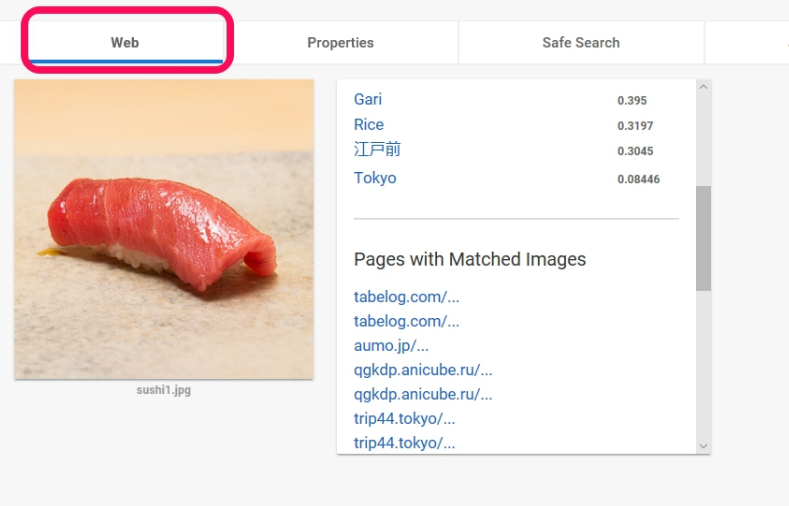 Web
Properties
Safe Search
Gari 0.395
Rice 0.3197
江戸前 0.3045
Tokyo 0.08446
Pages with Matched Images
tabelog.com/...
tabelog.com/...
aumo.jp/...
qgkdp.anicube.ru/...
qgkdp.anicube.ru/...
trip44.tokyo/...
trip44.tokyo/...
sushi1.jpg